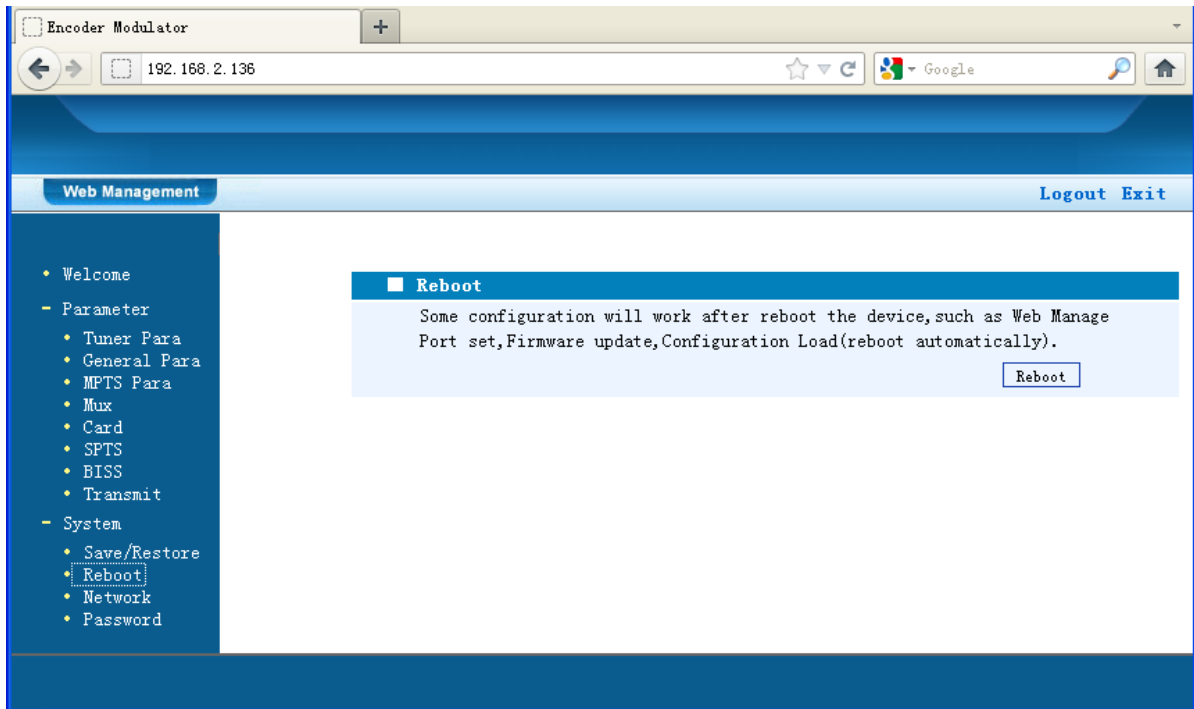 Encoder Modulator
192.168.2.136
Google
Web Management
Logout Exit
Welcome
Parameter
Tuner Para
General Para
MPTS Para
Mux
Card
SPTS
BISS
Transmit
System
Save/Restore
Reboot
Network
Password
Reboot
Some configuration will work after reboot the device,such as Web Manage
Port set,Firmware update,Configuration Load(reboot automatically).
Reboot